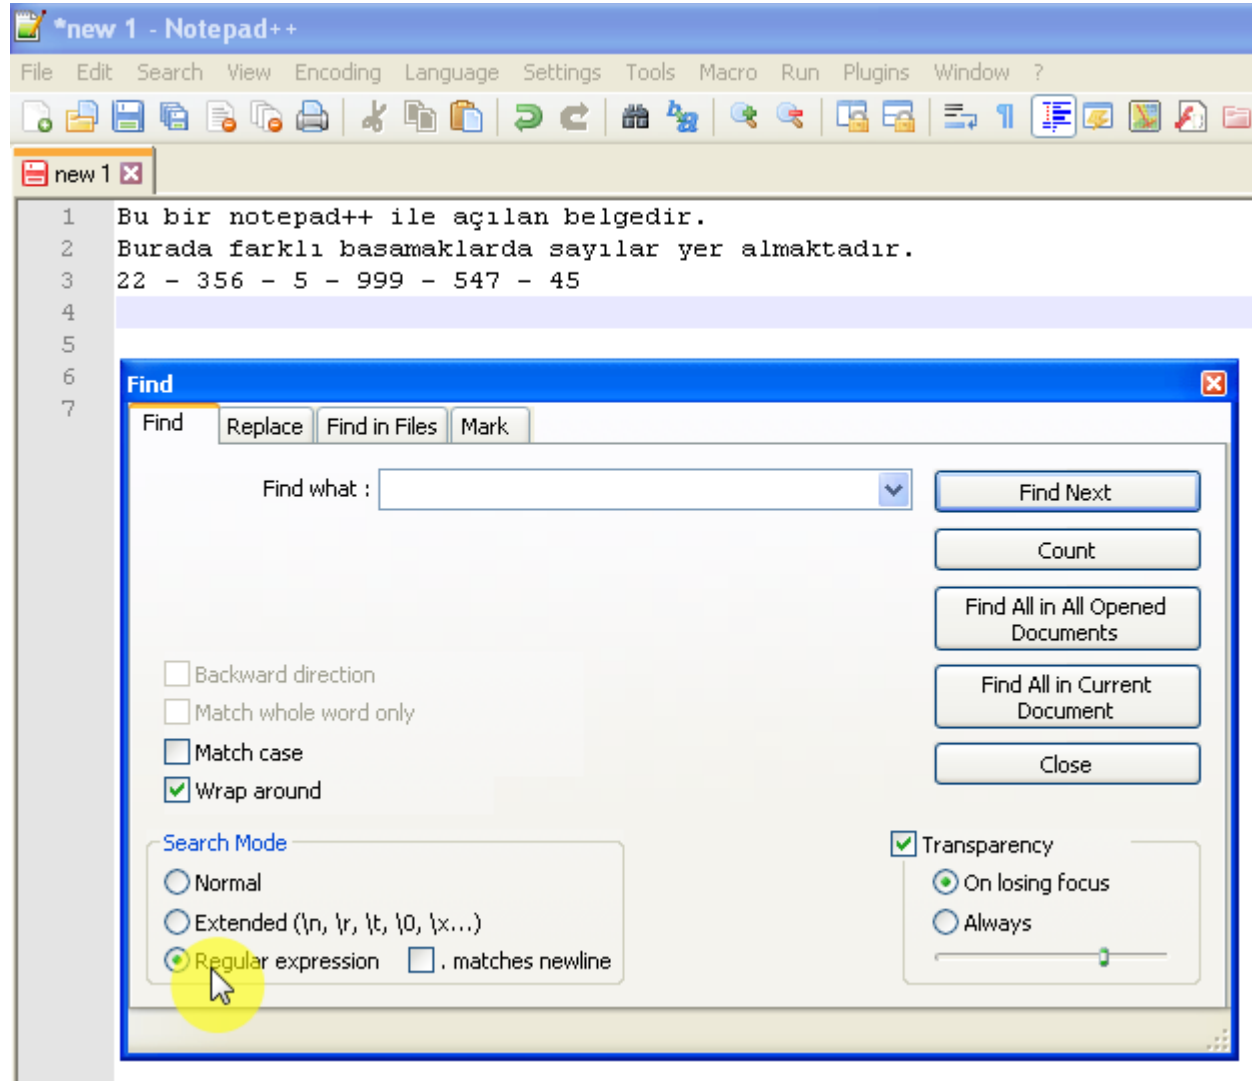 *new 1 - Notepad++
File Edit Search View Encoding Language Settings Tools Macro Run Plugins Window ?
new 1
1 Bu bir notepad++ ile açılan belgedir.
2 Burada farklı basamaklarda sayılar yer almaktadır.
3 22 - 356 - 5 - 999 - 547 - 45
4
5
6
7
Find
Find Replace Find in Files Mark
Find what :
Find Next
Count
Find All in All Opened
Documents
Find All in Current
Document
Close
Backward direction
Match whole word only
Match case
Wrap around
Search Mode
Normal
Extended (\n, \r, \t, \0, \x...)
Regular expression . matches newline
Transparency
On losing focus
Always